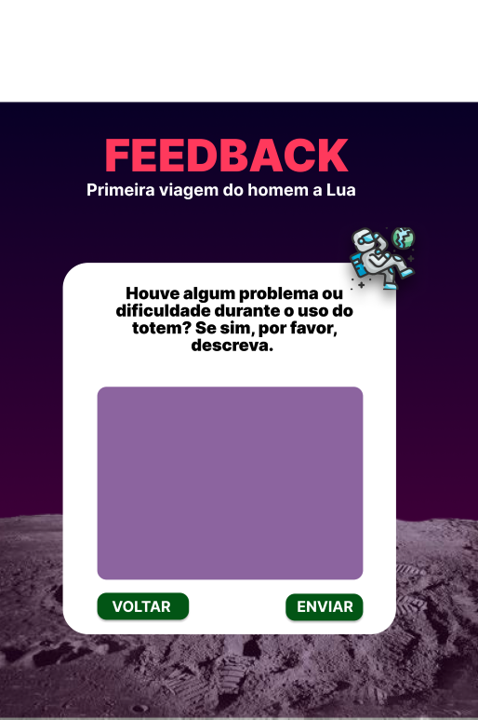 FEEDBACK
Primeira viagem do homem a Lua
Houve algum problema ou
dificuldade durante o uso do
totem? Se sim, por favor,
descreva.
VOLTAR
ENVIAR